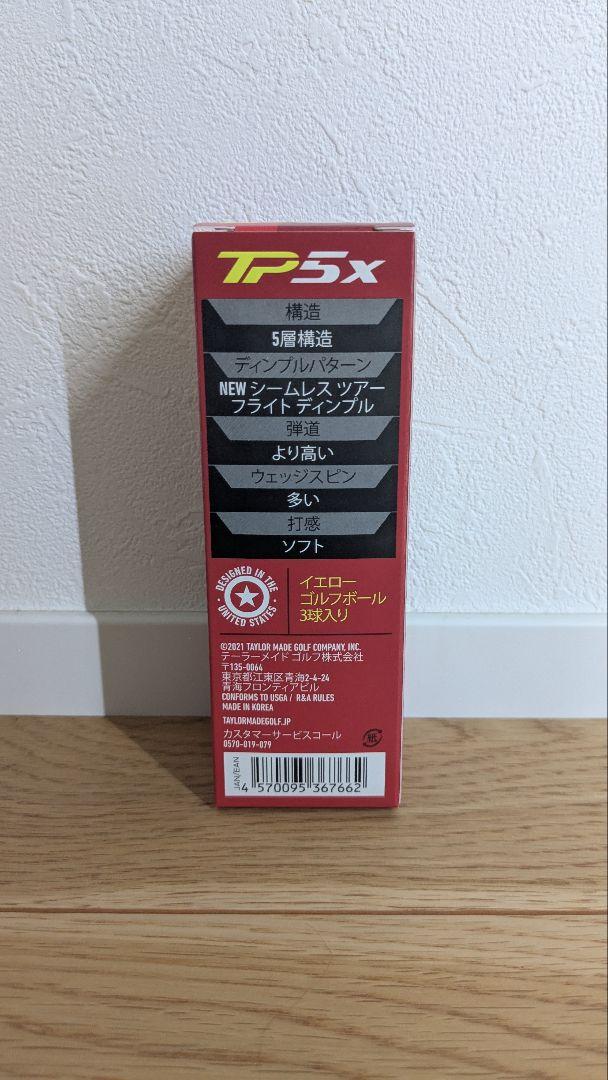 TP5x
構造
5層構造
ディンプルパターン
NEW シームレス ツアー
フライト ディンプル
弾道
より高い
ウェッジスピン
多い
打感
ソフト
DESIGNED IN THE UNITED STATES
イエロー
ゴルフボール
3球入り
©2021 TAYLOR MADE GOLF COMPANY, INC.
テーラーメイド ゴルフ株式会社
〒135-0064
東京都江東区青海2-4-24
青海フロンティアビル
CONFORMS TO USGA / R&A RULES
MADE IN KOREA
TAYLORMADEGOLF.JP
カスタマーサービスコール
0570-019-079
紙
JAN/EAN
4 570095 367662